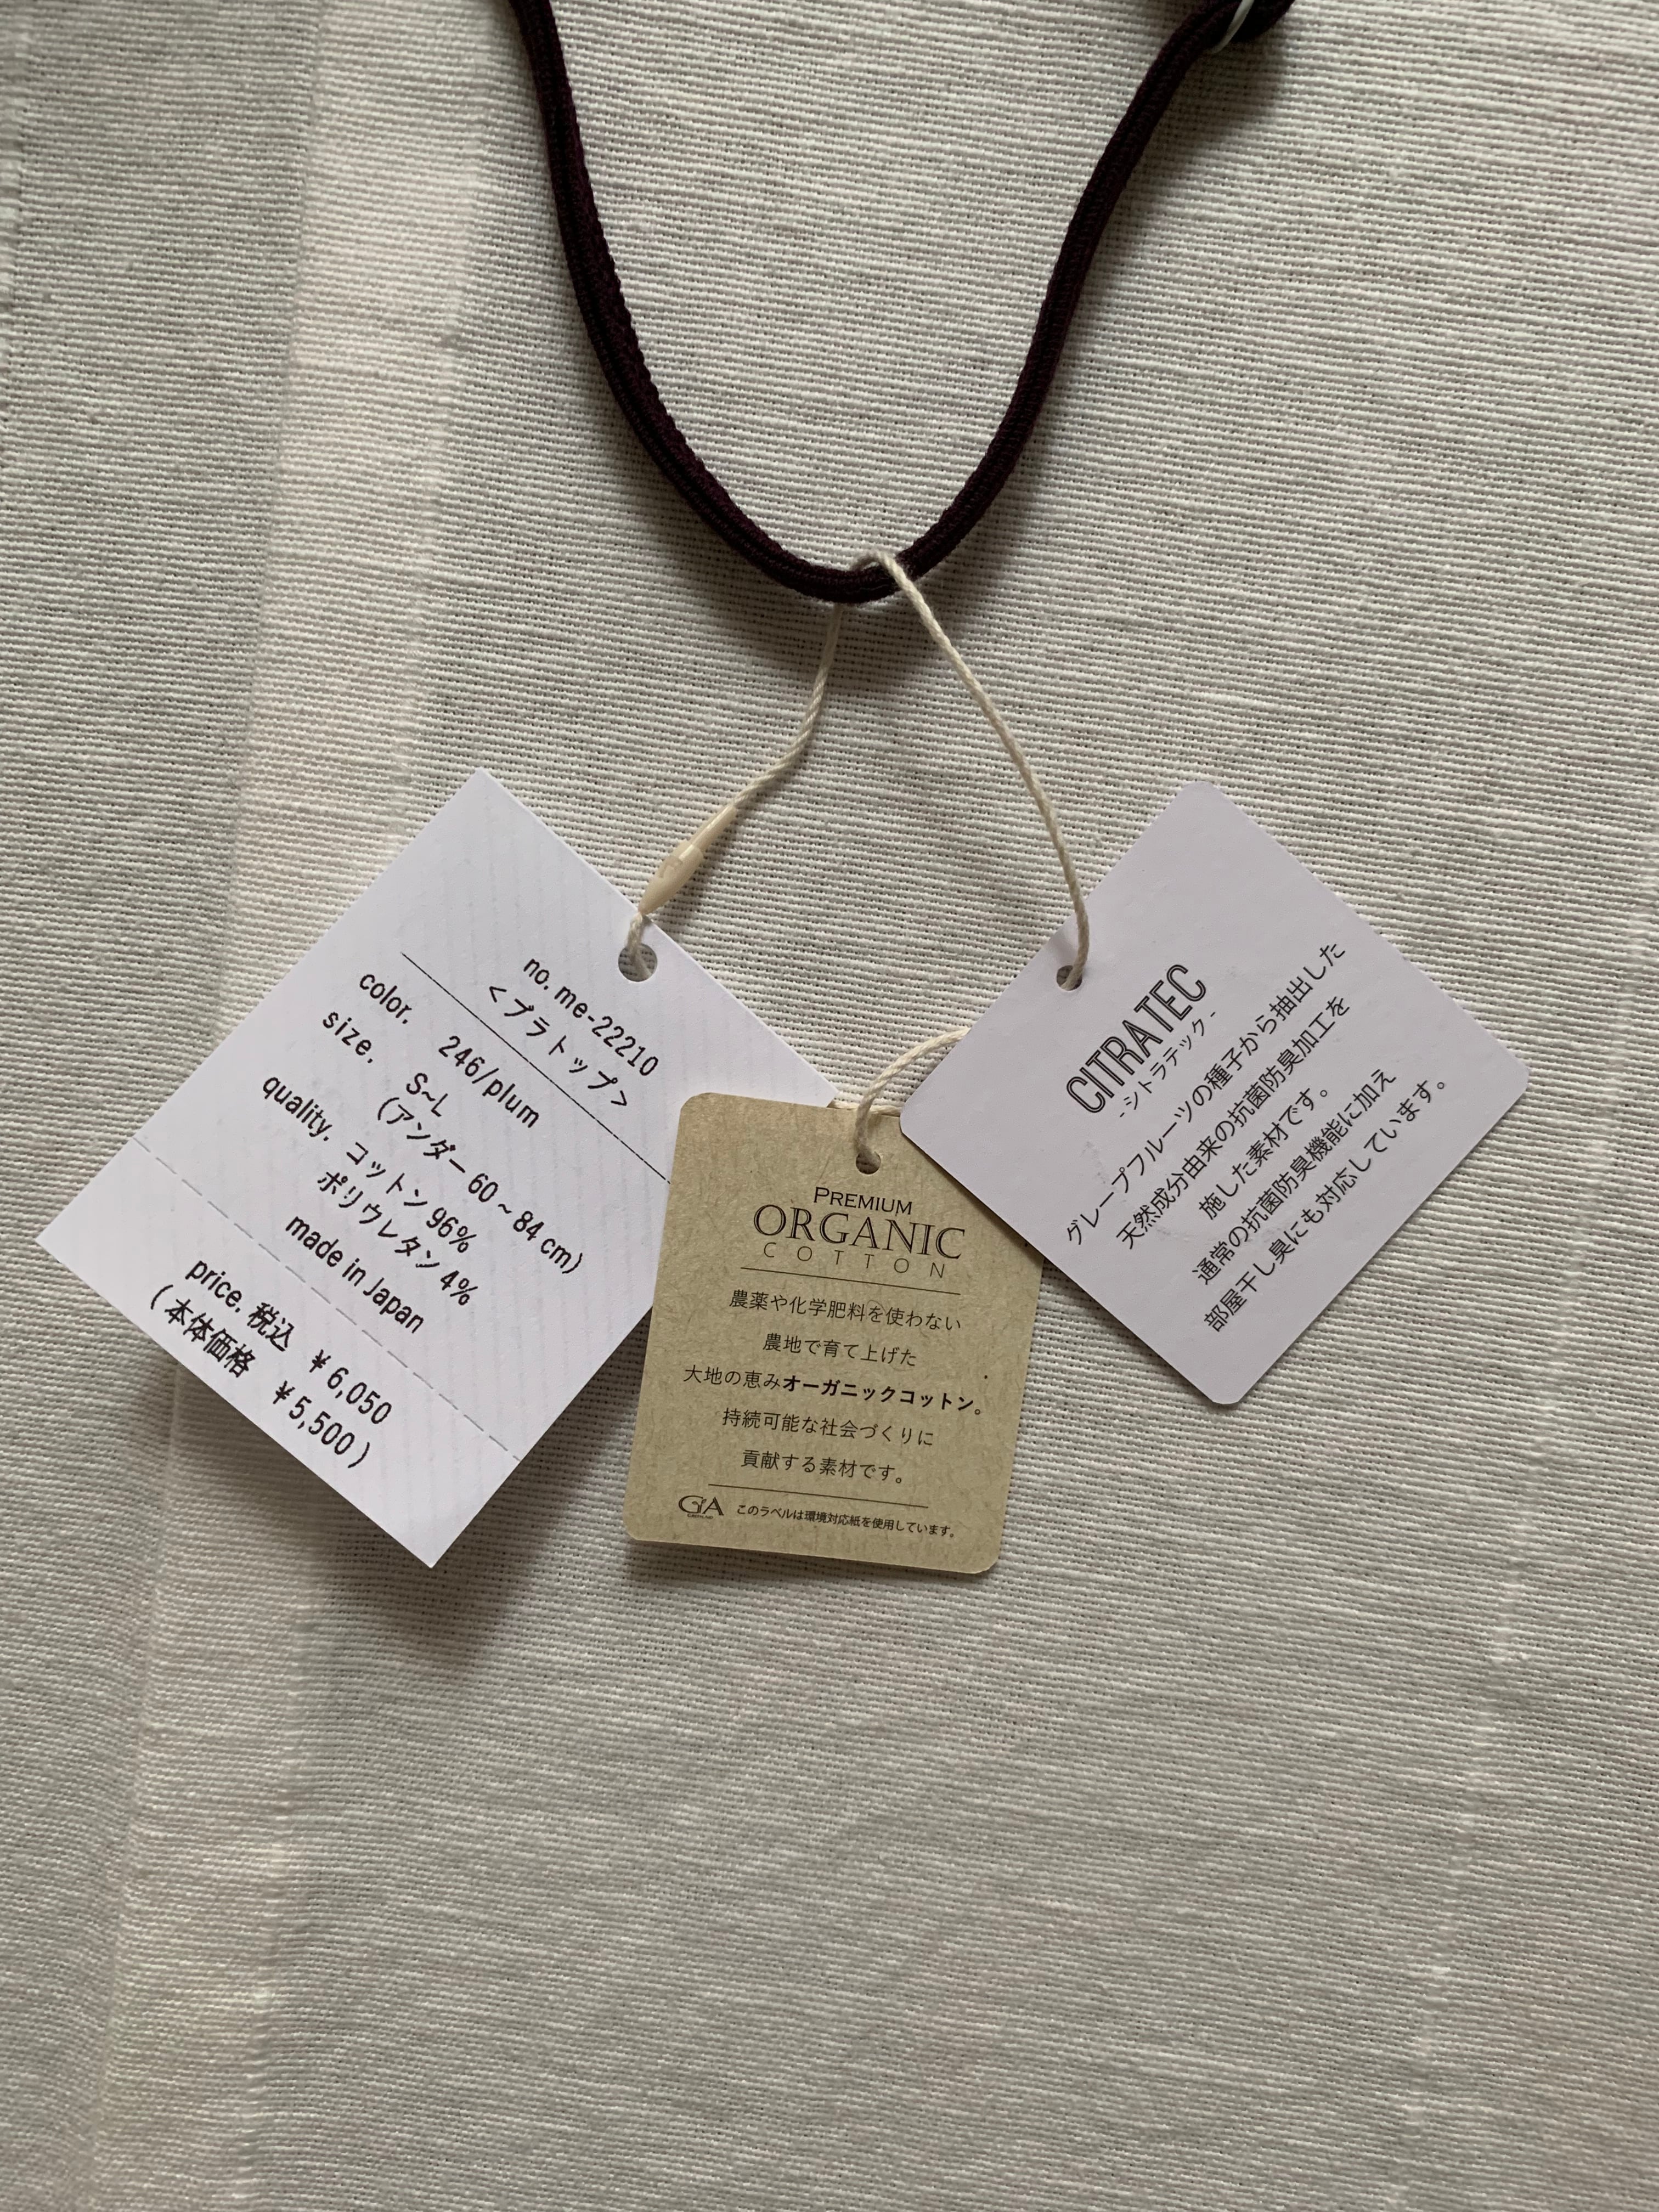 no. me-22210
<ブラトップ>
color. 246/plum
size. S~L
(アンダー 60 ~ 84 cm)
quality. コットン 96%
ポリウレタン 4%
made in Japan
price. 税込 ¥6,050
(本体価格 ¥5,500)
PREMIUM
ORGANIC
COTTON
農薬や化学肥料を使わない
農地で育て上げた
大地の恵みオーガニックコットン。
持続可能な社会づくりに
貢献する素材です。
GA このラベルは環境対応紙を使用しています。
CITRATEC
-シトラテック-
グレープフルーツの種子から抽出した
天然成分由来の抗菌防臭加工を
施した素材です。
通常の抗菌防臭機能に加え
部屋干し臭にも対応しています。